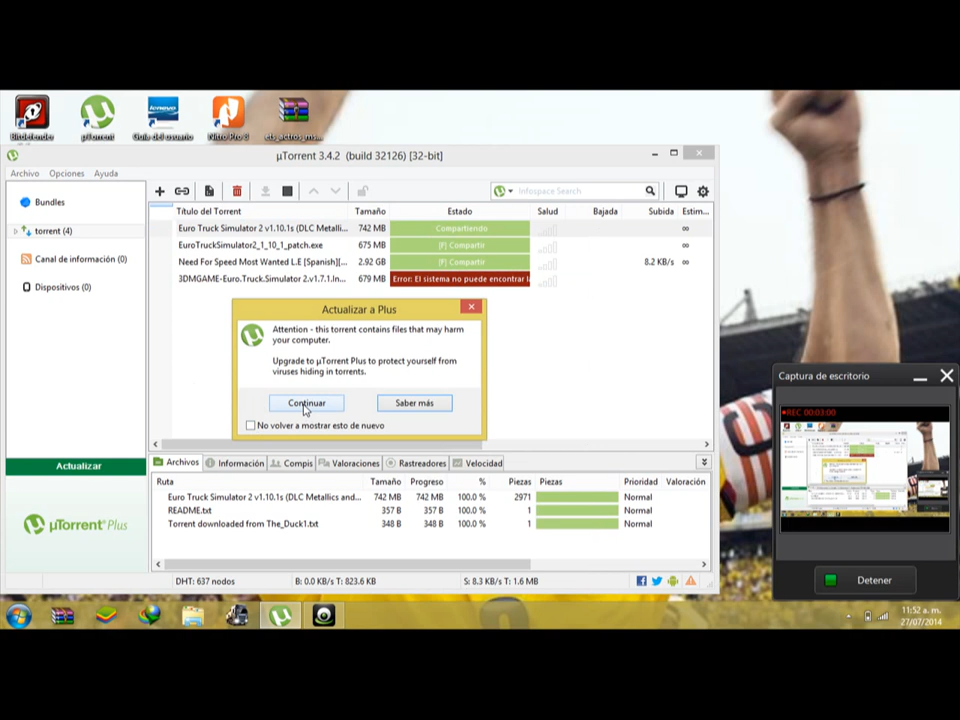 Bitdefender
µTorrent
Guía del usuario
Nitro Pro 8
µTorrent 3.4.2 (build 32126) [32-bit]
Archivo Opciones Ayuda
Infospace Search
Bundles
torrent (4)
Canal de información (0)
Dispositivos (0)
Título del Torrent Tamaño Estado Salud Bajada Subida Estim...
Euro Truck Simulator 2 v1.10.1s (DLC Metalli... 742 MB Compartiendo ∞
EuroTruckSimulator2_1_10_1_patch.exe 675 MB [F] Compartir ∞
Need For Speed Most Wanted L.E [Spanish][... 2.92 GB [F] Compartir 8.2 KB/s ∞
3DMGAME-Euro.Truck.Simulator 2.v1.7.1.In... 679 MB Error: El sistema no puede encontrar l
Actualizar a Plus
Attention - this torrent contains files that may harm
your computer.
Upgrade to µTorrent Plus to protect yourself from
viruses hiding in torrents.
Continuar Saber más
No volver a mostrar esto de nuevo
Captura de escritorio
REC 00:03:00
Detener
Actualizar
µTorrent Plus
Archivos Información Compis Valoraciones Rastreadores Velocidad
Ruta Tamaño Progreso % Piezas Piezas Prioridad Valoración
Euro Truck Simulator 2 v1.10.1s (DLC Metallics and... 742 MB 742 MB 100.0 % 2971 Normal
README.txt 357 B 357 B 100.0 % 1 Normal
Torrent downloaded from The_Duck1.txt 348 B 348 B 100.0 % 1 Normal
DHT: 637 nodos B: 0.0 KB/s T: 823.6 KB S: 8.3 KB/s T: 1.6 MB
11:52 a. m.
27/07/2014